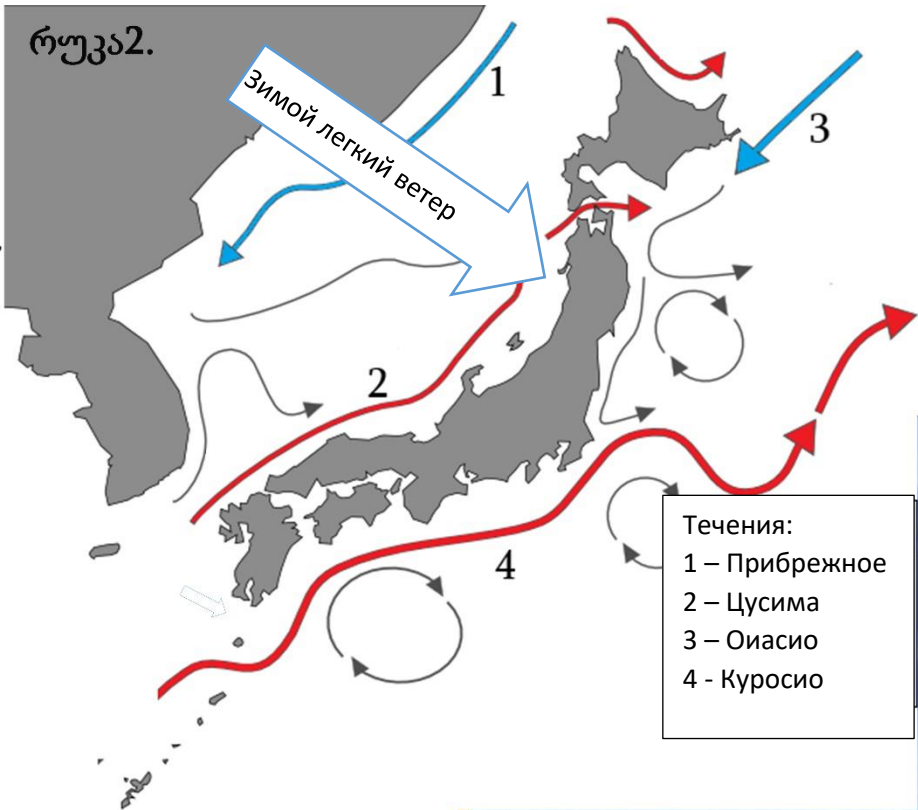 რუკა2.
1
Зимой легкий ветер
3
2
4
Течения:
1 – Прибрежное
2 – Цусима
3 – Оиасио
4 - Куросио